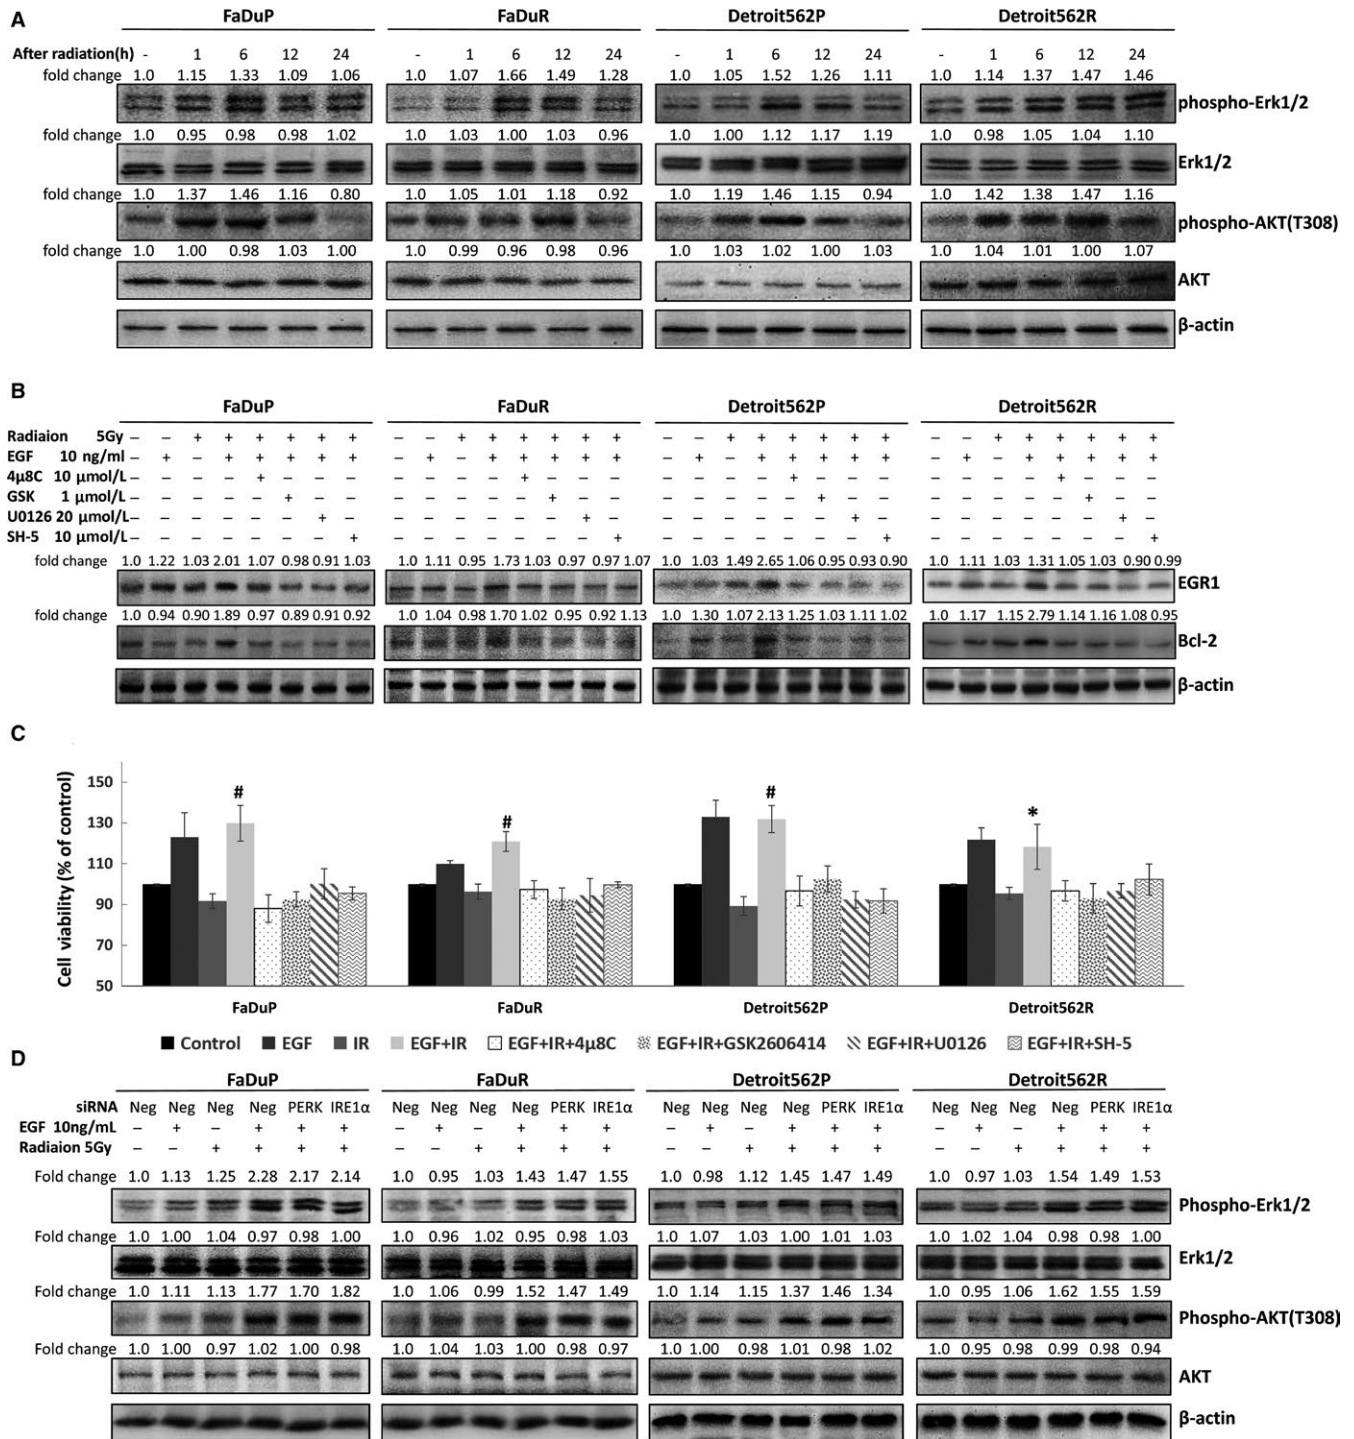 A
FaDuP FaDuR Detroit562P Detroit562R
After radiation(h) - 1 6 12 24 - 1 6 12 24 - 1 6 12 24 - 1 6 12 24
fold change 1.0 1.15 1.33 1.09 1.06 1.0 1.07 1.66 1.49 1.28 1.0 1.05 1.52 1.26 1.11 1.0 1.14 1.37 1.47 1.46
phospho-Erk1/2
fold change 1.0 0.95 0.98 0.98 1.02 1.0 1.03 1.00 1.03 0.96 1.0 1.00 1.12 1.17 1.19 1.0 0.98 1.05 1.04 1.10
Erk1/2
fold change 1.0 1.37 1.46 1.16 0.80 1.0 1.05 1.01 1.18 0.92 1.0 1.19 1.46 1.15 0.94 1.0 1.42 1.38 1.47 1.16
phospho-AKT(T308)
fold change 1.0 1.00 0.98 1.03 1.00 1.0 0.99 0.96 0.98 0.96 1.0 1.03 1.02 1.00 1.03 1.0 1.04 1.01 1.00 1.07
AKT
β-actin
B
FaDuP FaDuR Detroit562P Detroit562R
Radiaion 5Gy – – + + + + + + – – + + + + + + – – + + + + + + – – + + + + + +
EGF 10 ng/ml – + – + + + + + – + – + + + + + – + – + + + + + – + – + + + + +
4μ8C 10 μmol/L – – – – + – – – – – – – + – – – – – – – + – – – – – – – + – – –
GSK 1 μmol/L – – – – – + – – – – – – – + – – – – – – – + – – – – – – – + – –
U0126 20 μmol/L – – – – – – + – – – – – – – + – – – – – – – + – – – – – – – + –
SH-5 10 μmol/L – – – – – – – + – – – – – – – + – – – – – – – + – – – – – – – +
fold change 1.0 1.22 1.03 2.01 1.07 0.98 0.91 1.03 1.0 1.11 0.95 1.73 1.03 0.97 0.97 1.07 1.0 1.03 1.49 2.65 1.06 0.95 0.93 0.90 1.0 1.11 1.03 1.31 1.05 1.03 0.90 0.99
EGR1
fold change 1.0 0.94 0.90 1.89 0.97 0.89 0.91 0.92 1.0 1.04 0.98 1.70 1.02 0.95 0.92 1.13 1.0 1.30 1.07 2.13 1.25 1.03 1.11 1.02 1.0 1.17 1.15 2.79 1.14 1.16 1.08 0.95
Bcl-2
β-actin
C
Cell viability (% of control)
150
130
110
90
70
50
# # # *
FaDuP FaDuR Detroit562P Detroit562R
Control EGF IR EGF+IR EGF+IR+4μ8C EGF+IR+GSK2606414 EGF+IR+U0126 EGF+IR+SH-5
D
FaDuP FaDuR Detroit562P Detroit562R
siRNA Neg Neg Neg Neg PERK IRE1α Neg Neg Neg Neg PERK IRE1α Neg Neg Neg Neg PERK IRE1α Neg Neg Neg Neg PERK IRE1α
EGF 10ng/mL – + – + + + – + – + + + – + – + + + – + – + + +
Radiaion 5Gy – – + + + + – – + + + + – – + + + + – – + + + +
Fold change 1.0 1.13 1.25 2.28 2.17 2.14 1.0 0.95 1.03 1.43 1.47 1.55 1.0 0.98 1.12 1.45 1.47 1.49 1.0 0.97 1.03 1.54 1.49 1.53
Phospho-Erk1/2
Fold change 1.0 1.00 1.04 0.97 0.98 1.00 1.0 0.96 1.02 0.95 0.98 1.03 1.0 1.07 1.03 1.00 1.01 1.03 1.0 1.02 1.04 0.98 0.98 1.00
Erk1/2
Fold change 1.0 1.11 1.13 1.77 1.70 1.82 1.0 1.06 0.99 1.52 1.47 1.49 1.0 1.14 1.15 1.37 1.46 1.34 1.0 0.95 1.06 1.62 1.55 1.59
Phospho-AKT(T308)
Fold change 1.0 1.00 0.97 1.02 1.00 0.98 1.0 1.04 1.03 1.00 0.98 0.97 1.0 1.00 0.98 1.01 0.98 1.02 1.0 0.95 0.98 0.99 0.98 0.94
AKT
β-actin